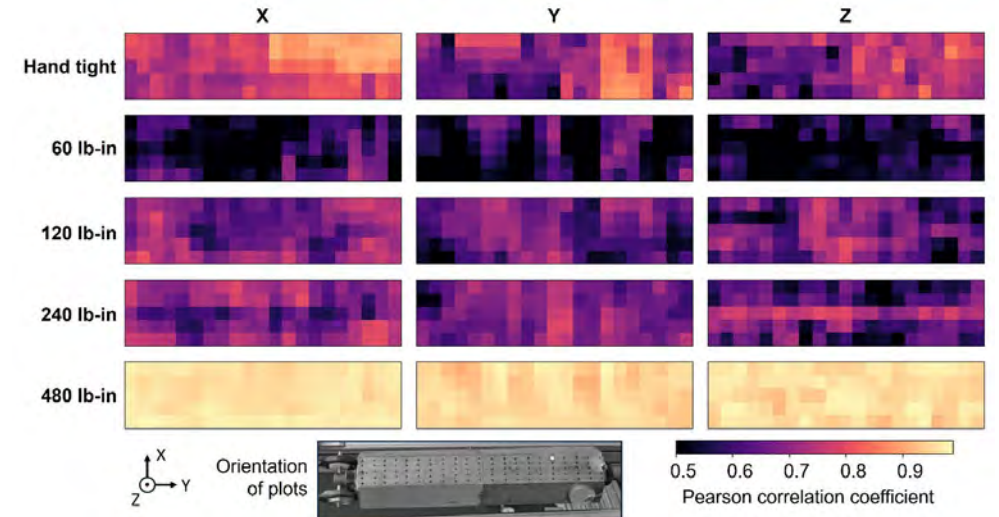 X Y Z
Hand tight
60 lb-in
120 lb-in
240 lb-in
480 lb-in
X
Z Y
Orientation
of plots
0.5 0.6 0.7 0.8 0.9
Pearson correlation coefficient